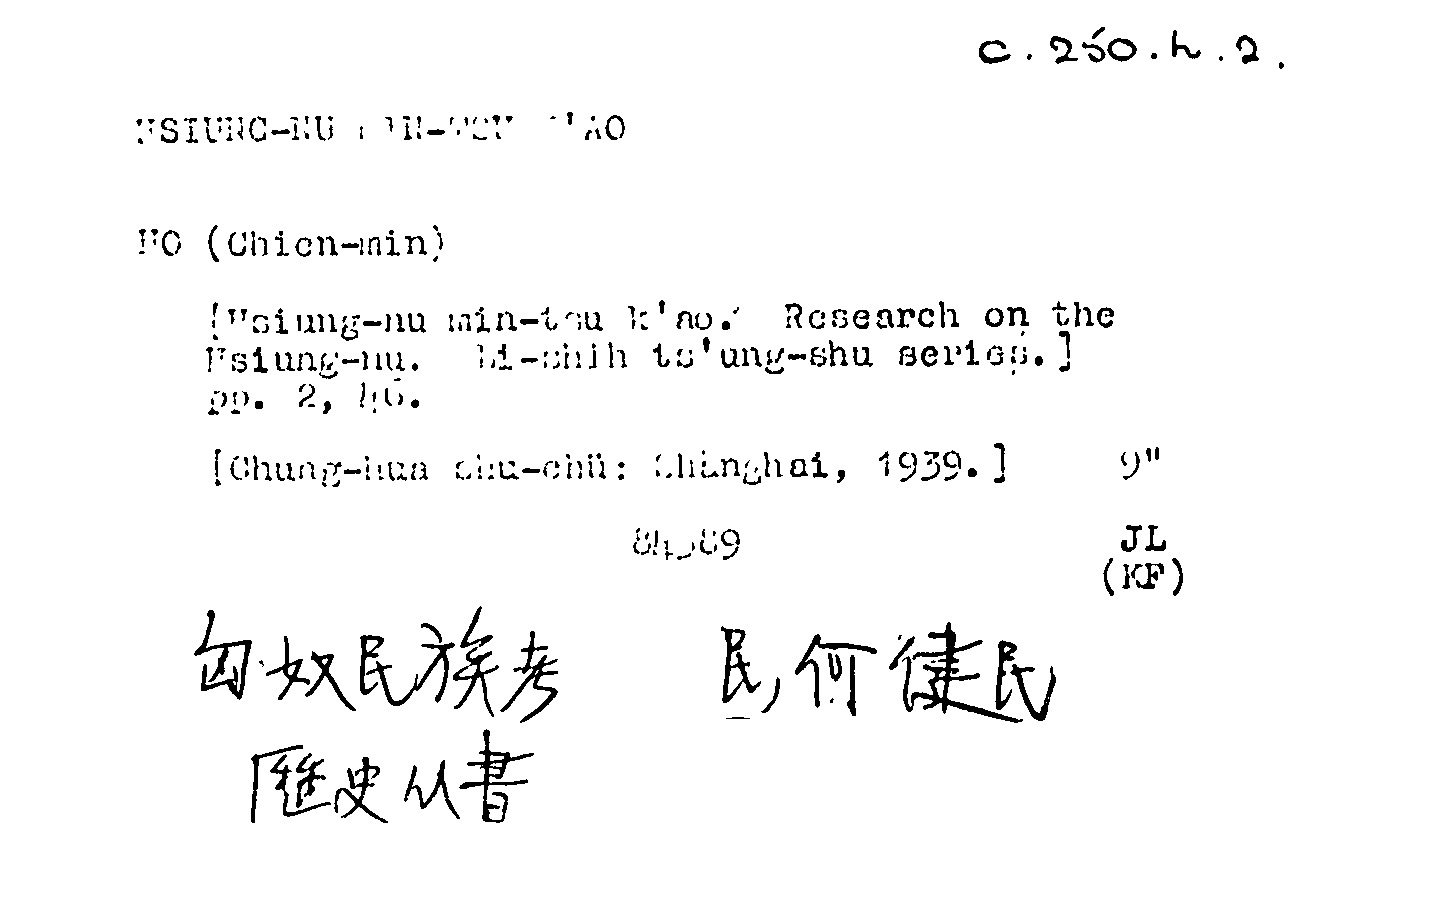 c.250.h.2.
HSIUNG-NU MIN-TSU K'AO
HO (Chien-min)
[Hsiung-nu min-tsu k'ao. Research on the
Hsiung-nu. Li-shih ts'ung-shu series.]
pp. 2, 46.
[Chung-hua shu-chü: Shanghai, 1939.] 9"
JL
(KF)
匈奴民族考 民, 何健民
歷史从書